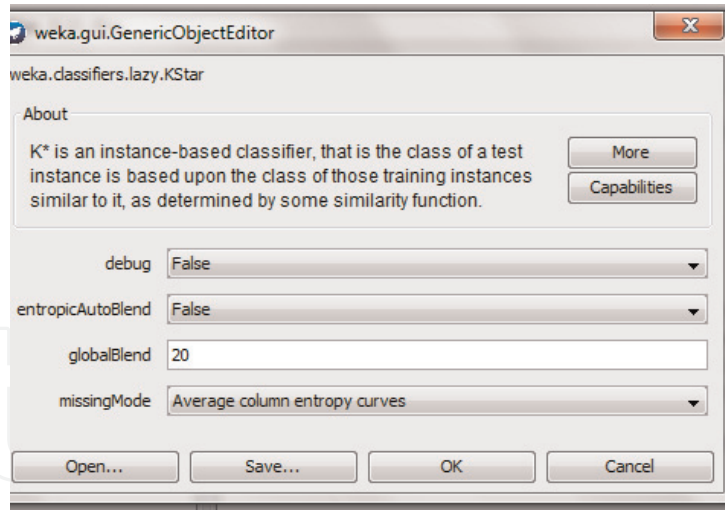 weka.gui.GenericObjectEditor
weka.classifiers.lazy.KStar
About
K* is an instance-based classifier, that is the class of a test
instance is based upon the class of those training instances
similar to it, as determined by some similarity function.
More
Capabilities
debug False
entropicAutoBlend False
globalBlend 20
missingMode Average column entropy curves
Open... Save... OK Cancel